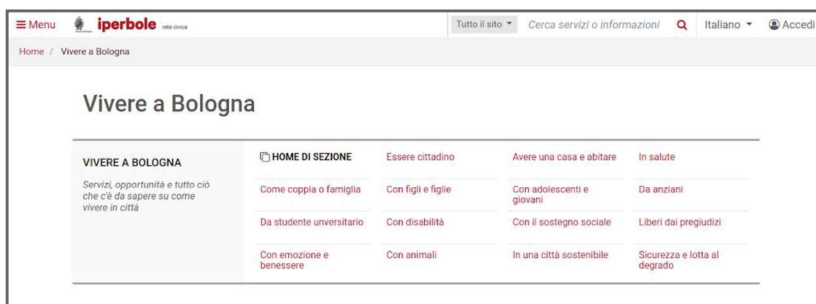 Menu iperbole rete civica Tutto il sito Cerca servizi o informazioni Italiano Accedi
Home / Vivere a Bologna
Vivere a Bologna
VIVERE A BOLOGNA
Servizi, opportunità e tutto ciò
che c'è da sapere su come
vivere in città
HOME DI SEZIONE Essere cittadino Avere una casa e abitare In salute
Come coppia o famiglia Con figli e figlie Con adolescenti e
giovani Da anziani
Da studente unversitario Con disabilità Con il sostegno sociale Liberi dai pregiudizi
Con emozione e
benessere Con animali In una città sostenibile Sicurezza e lotta al
degrado